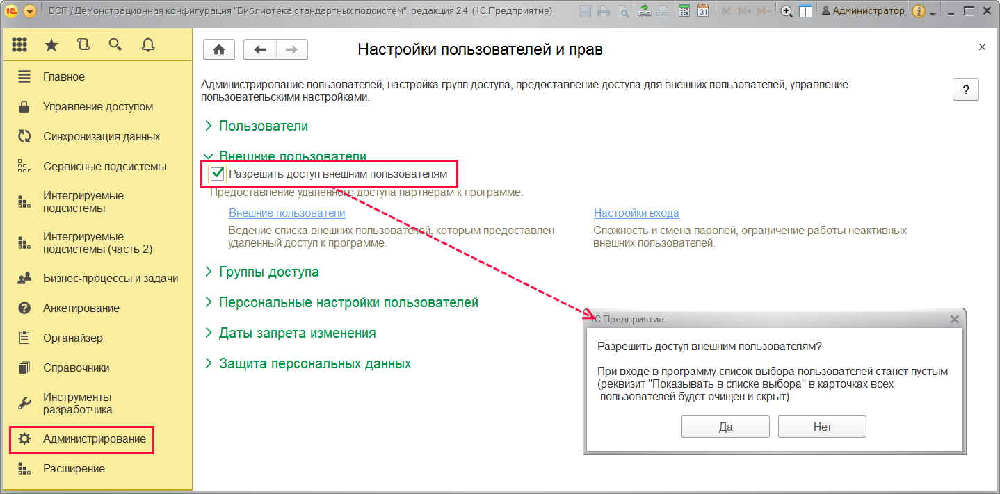 1С БСП / Демонстрационная конфигурация "Библиотека стандартных подсистем", редакция 2.4 (1С:Предприятие) 31 M M+ M- Администратор i
Главное
Управление доступом
Синхронизация данных
Сервисные подсистемы
Интегрируемые
подсистемы
Интегрируемые
подсистемы (часть 2)
Бизнес-процессы и задачи
Анкетирование
Органайзер
Справочники
Инструменты
разработчика
Администрирование
Расширение
Настройки пользователей и прав
Администрирование пользователей, настройка групп доступа, предоставление доступа для внешних пользователей, управление
пользовательскими настройками.
?
Пользователи
Внешние пользователи
Разрешить доступ внешним пользователям
Предоставление удаленного доступа партнерам к программе.
Внешние пользователи
Ведение списка внешних пользователей, которым предоставлен
удаленный доступ к программе.
Настройки входа
Сложность и смена паролей, ограничение работы неактивных
внешних пользователей.
Группы доступа
Персональные настройки пользователей
Даты запрета изменения
Защита персональных данных
1С:Предприятие
Разрешить доступ внешним пользователям?
При входе в программу список выбора пользователей станет пустым
(реквизит "Показывать в списке выбора" в карточках всех
пользователей будет очищен и скрыт).
Да
Нет